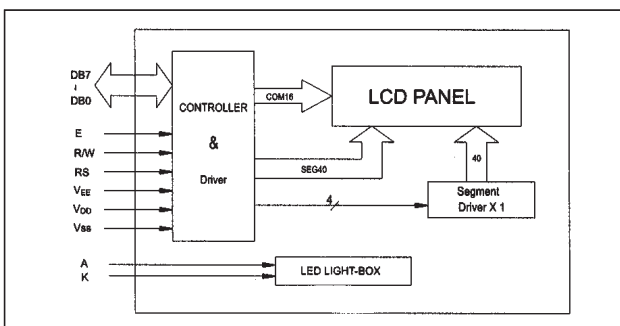 DB7
~
DB0
E
R/W
RS
VEE
VDD
VSS
A
K
CONTROLLER
&
Driver
COM16
SEG40
4
LCD PANEL
40
Segment
Driver X 1
LED LIGHT-BOX